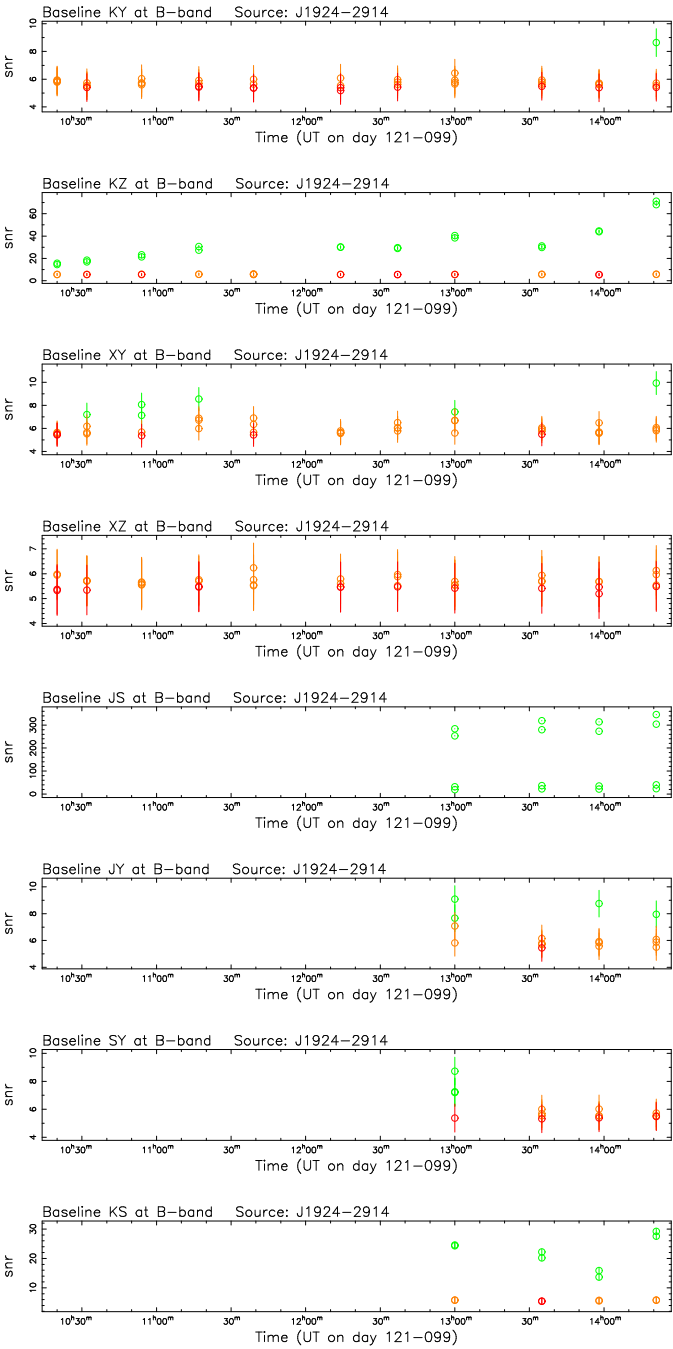 Baseline KY at B-band Source: J1924-2914
10
8
6
4
snr
10h30m 11h00m 30m 12h00m 30m 13h00m 30m 14h00m
Time (UT on day 121-099)
Baseline KZ at B-band Source: J1924-2914
60
40
20
0
snr
10h30m 11h00m 30m 12h00m 30m 13h00m 30m 14h00m
Time (UT on day 121-099)
Baseline XY at B-band Source: J1924-2914
10
8
6
4
snr
10h30m 11h00m 30m 12h00m 30m 13h00m 30m 14h00m
Time (UT on day 121-099)
Baseline XZ at B-band Source: J1924-2914
7
6
5
4
snr
10h30m 11h00m 30m 12h00m 30m 13h00m 30m 14h00m
Time (UT on day 121-099)
Baseline JS at B-band Source: J1924-2914
300
200
100
0
snr
10h30m 11h00m 30m 12h00m 30m 13h00m 30m 14h00m
Time (UT on day 121-099)
Baseline JY at B-band Source: J1924-2914
10
8
6
4
snr
10h30m 11h00m 30m 12h00m 30m 13h00m 30m 14h00m
Time (UT on day 121-099)
Baseline SY at B-band Source: J1924-2914
10
8
6
4
snr
10h30m 11h00m 30m 12h00m 30m 13h00m 30m 14h00m
Time (UT on day 121-099)
Baseline KS at B-band Source: J1924-2914
30
20
10
snr
10h30m 11h00m 30m 12h00m 30m 13h00m 30m 14h00m
Time (UT on day 121-099)